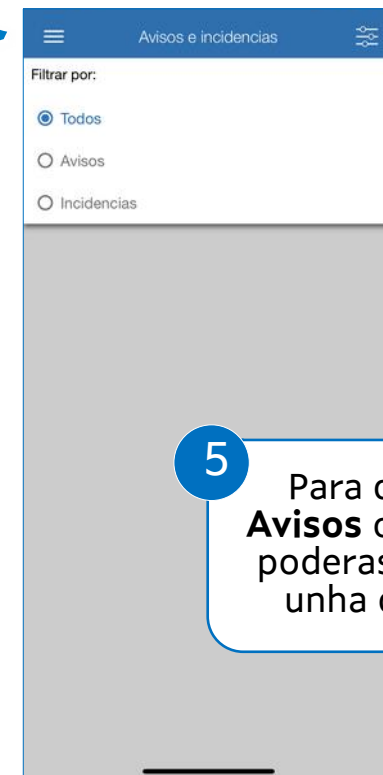 Avisos e incidencias
Filtrar por:
Todos
Avisos
Incidencias
5
Para
Avisos
poderas
unha